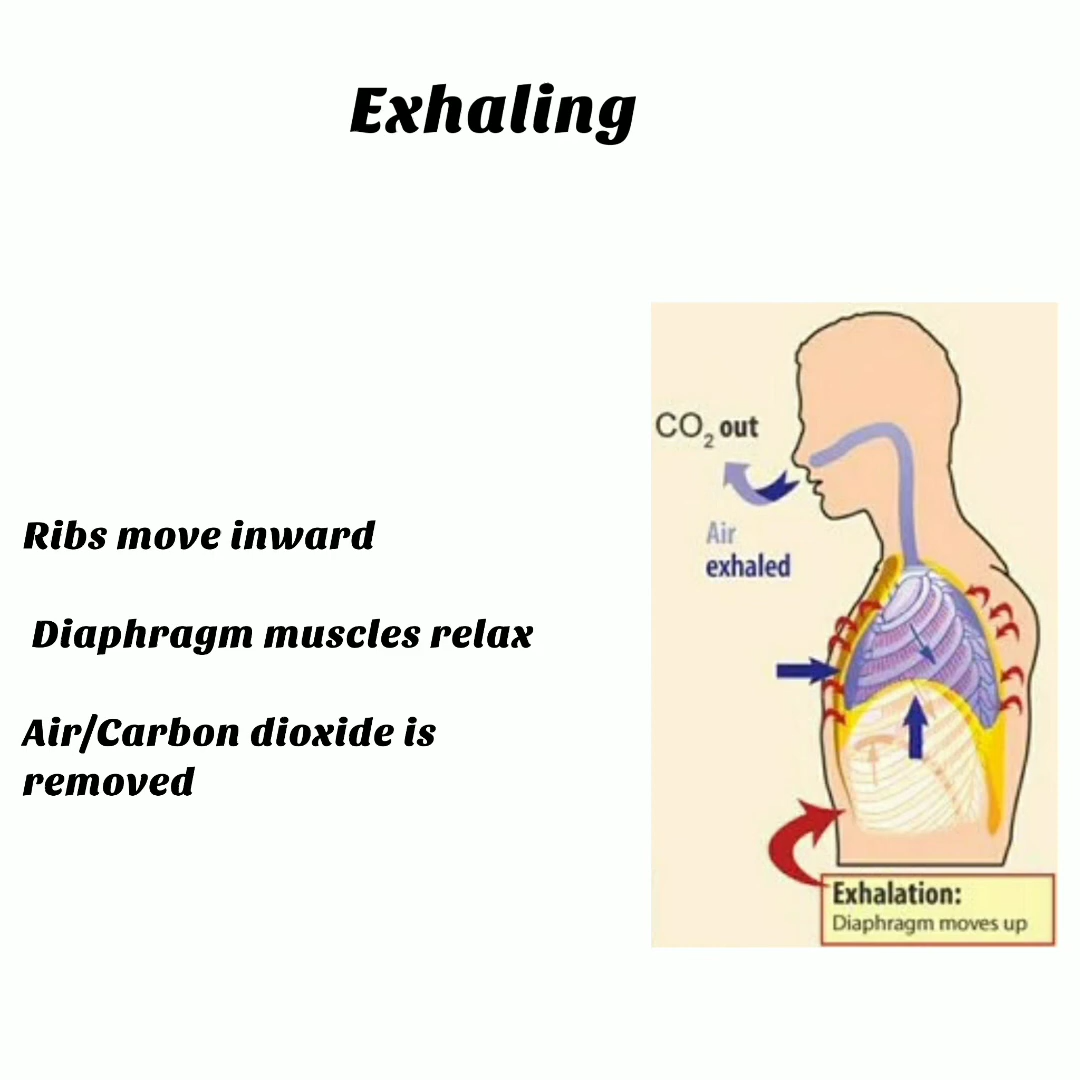 Exhaling
Ribs move inward
Diaphragm muscles relax
Air/Carbon dioxide is
removed
CO₂ out
Air
exhaled
Exhalation:
Diaphragm moves up